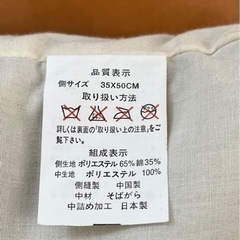 品質表示
側サイズ 35X50CM
取り扱い方法
詳しくは裏面の「取り扱い上の注意」をご
覧下さい。
組成表示
側生地 ポリエステル 65% 綿35%
中生地 ポリエステル 100%
側縫製 中国製
中材 そばがら
中詰め加工 日本製